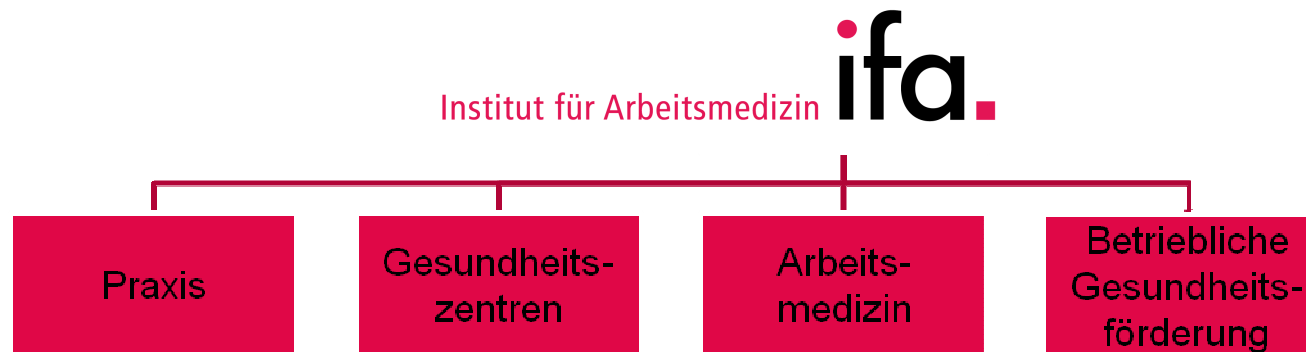 Institut für Arbeitsmedizin ifa.
Praxis
Gesundheits-
zentren
Arbeits-
medizin
Betriebliche
Gesundheits-
förderung